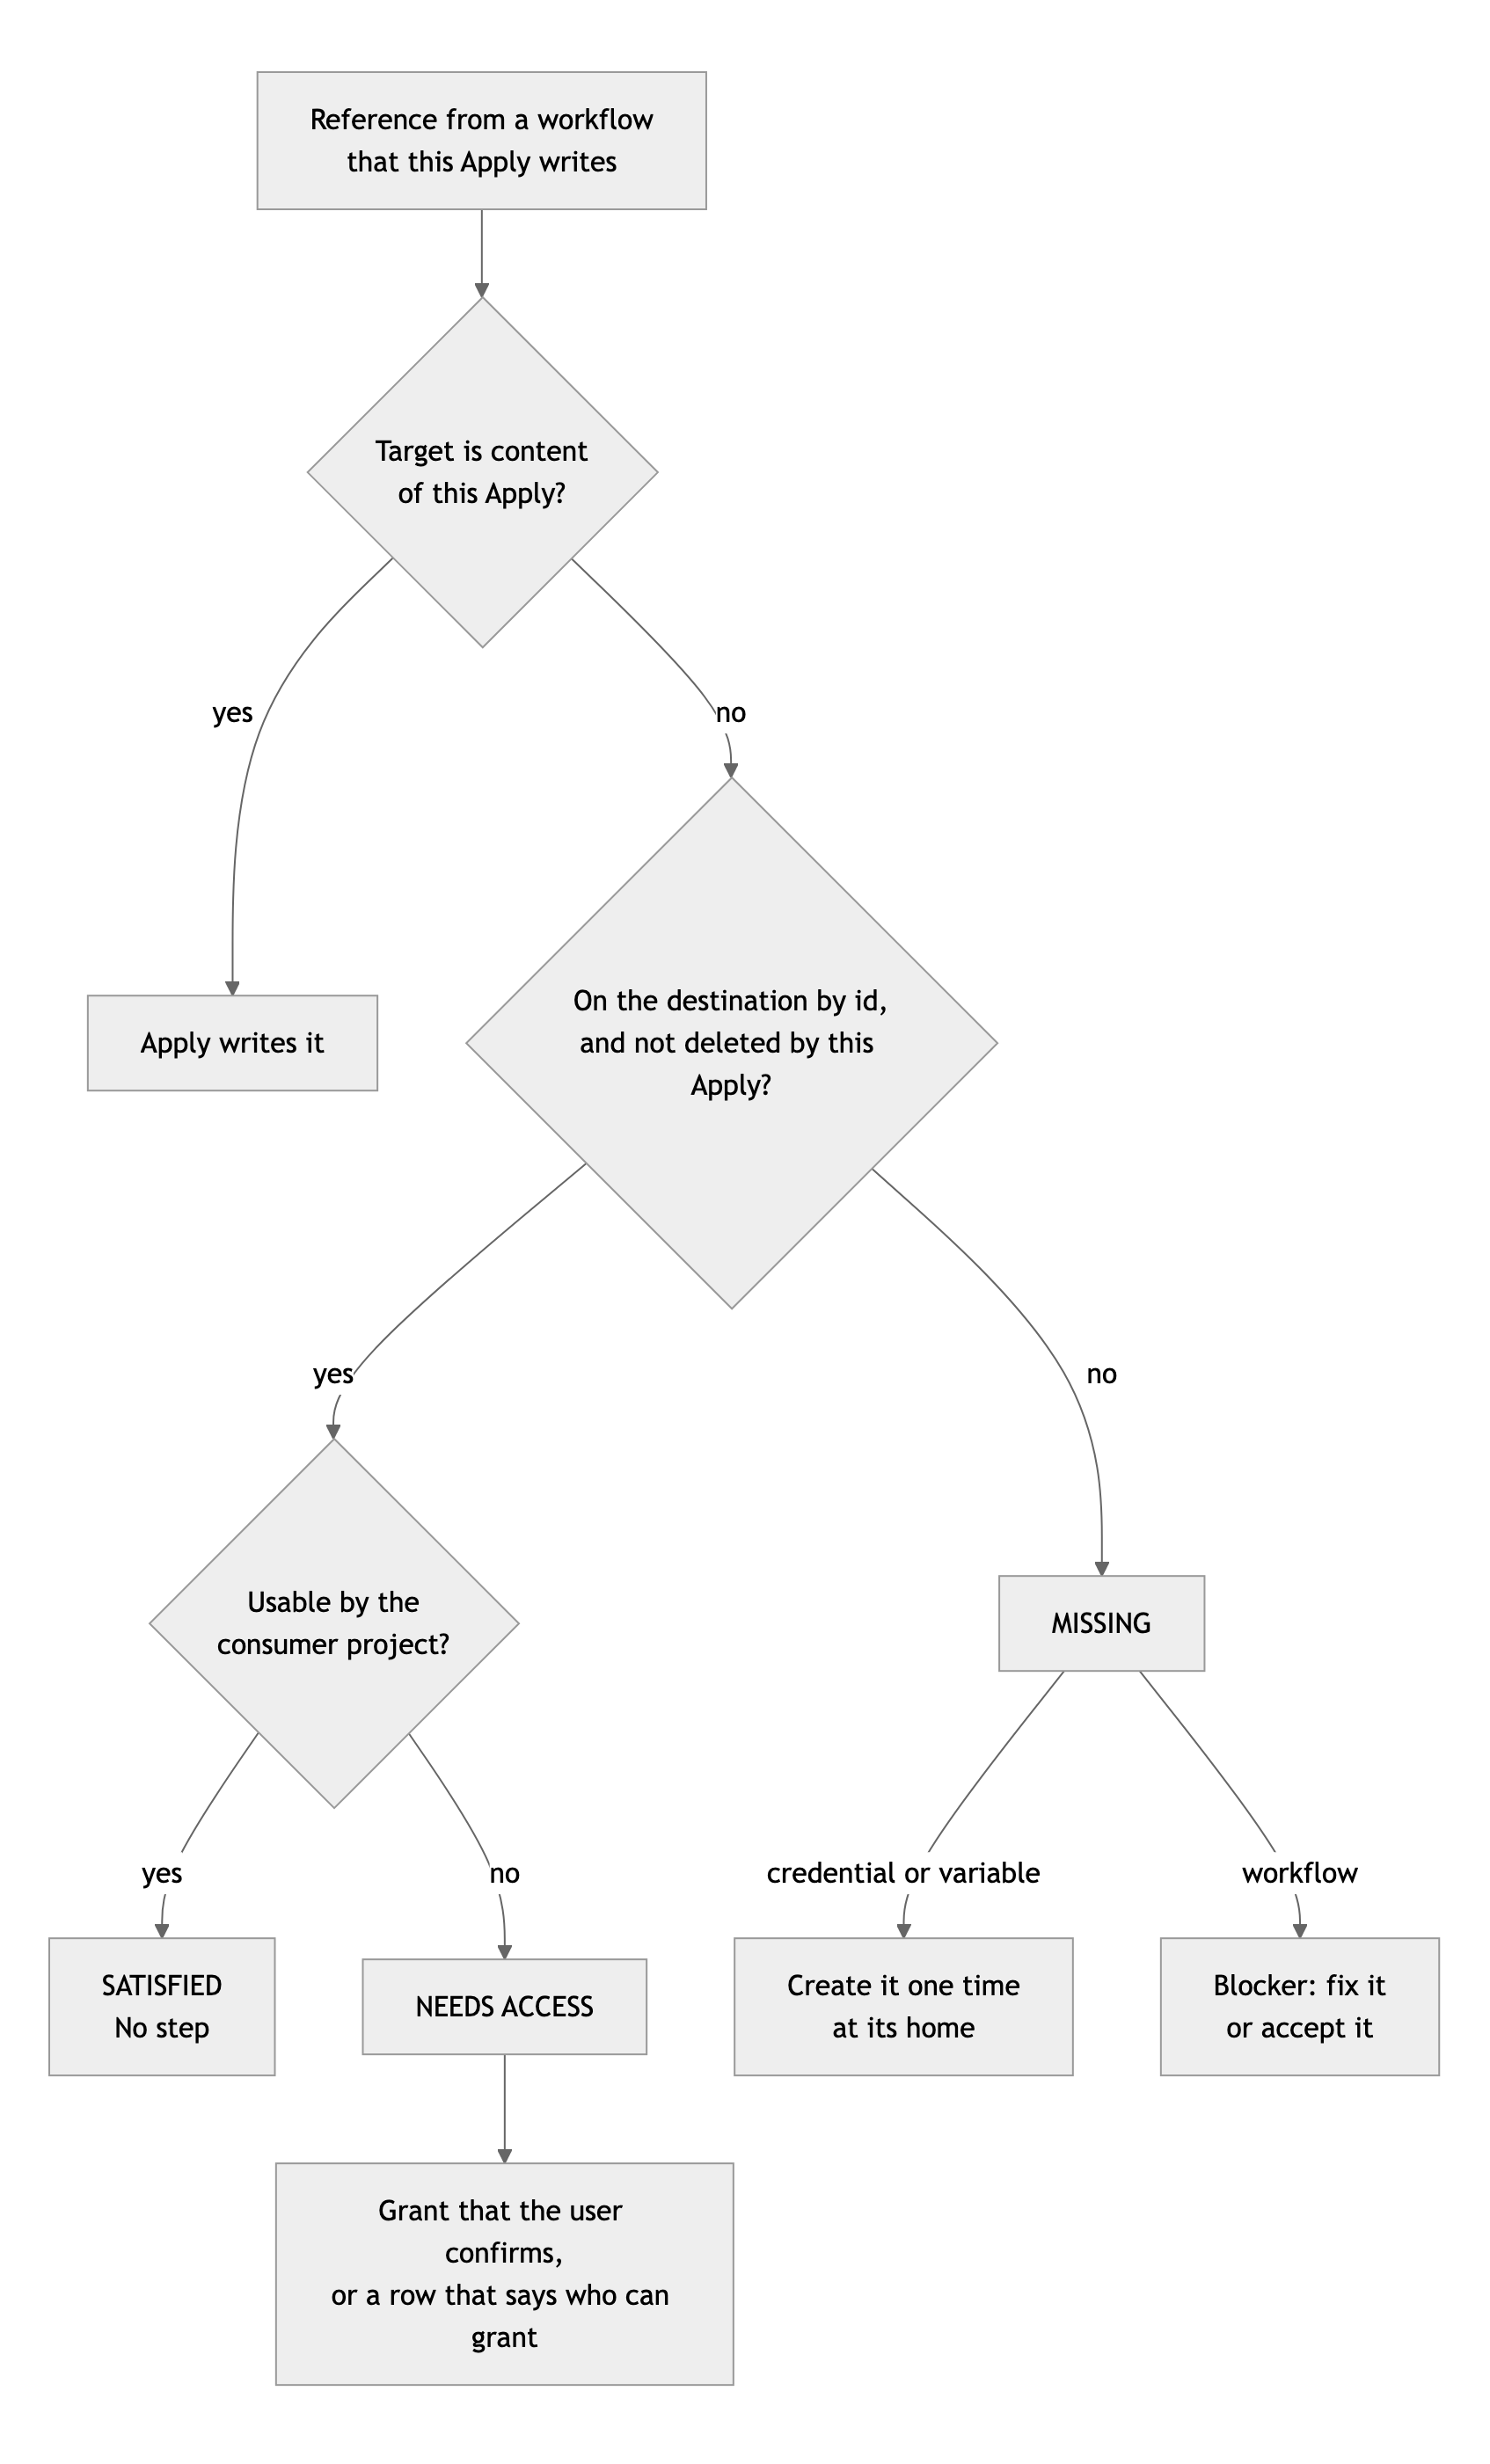 Reference from a workflow
that this Apply writes
Target is content
of this Apply?
yes
no
Apply writes it
On the destination by id,
and not deleted by this
Apply?
yes
no
Usable by the
consumer project?
MISSING
yes
no
credential or variable
workflow
SATISFIED
No step
NEEDS ACCESS
Create it one time
at its home
Blocker: fix it
or accept it
Grant that the user
confirms,
or a row that says who can
grant